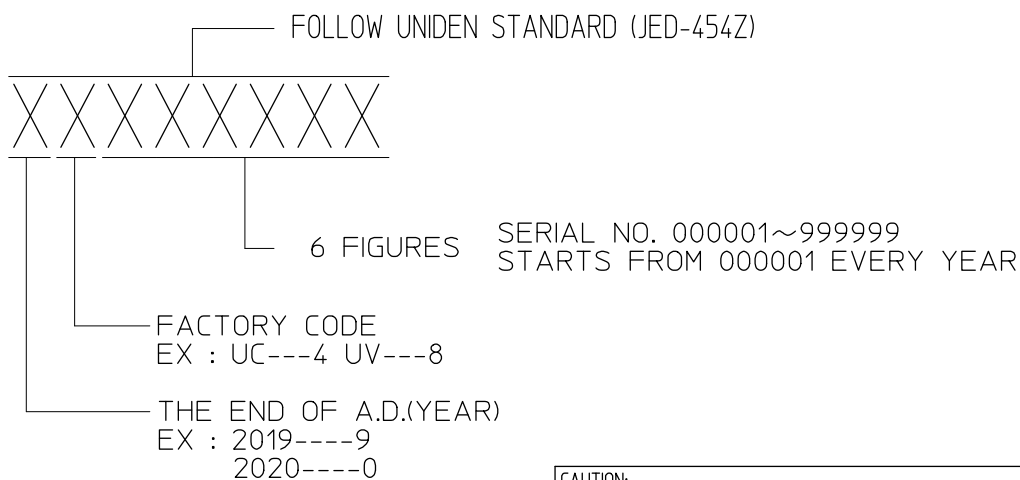 FOLLOW UNIDEN STANDARD (JED-454Z)
XXXXXXXX
6 FIGURES
SERIAL NO. 000001～999999
STARTS FROM 000001 EVERY YEAR
FACTORY CODE
EX : UC---4 UV---8
THE END OF A.D.(YEAR)
EX : 2019----9
2020----0
CAUTION: